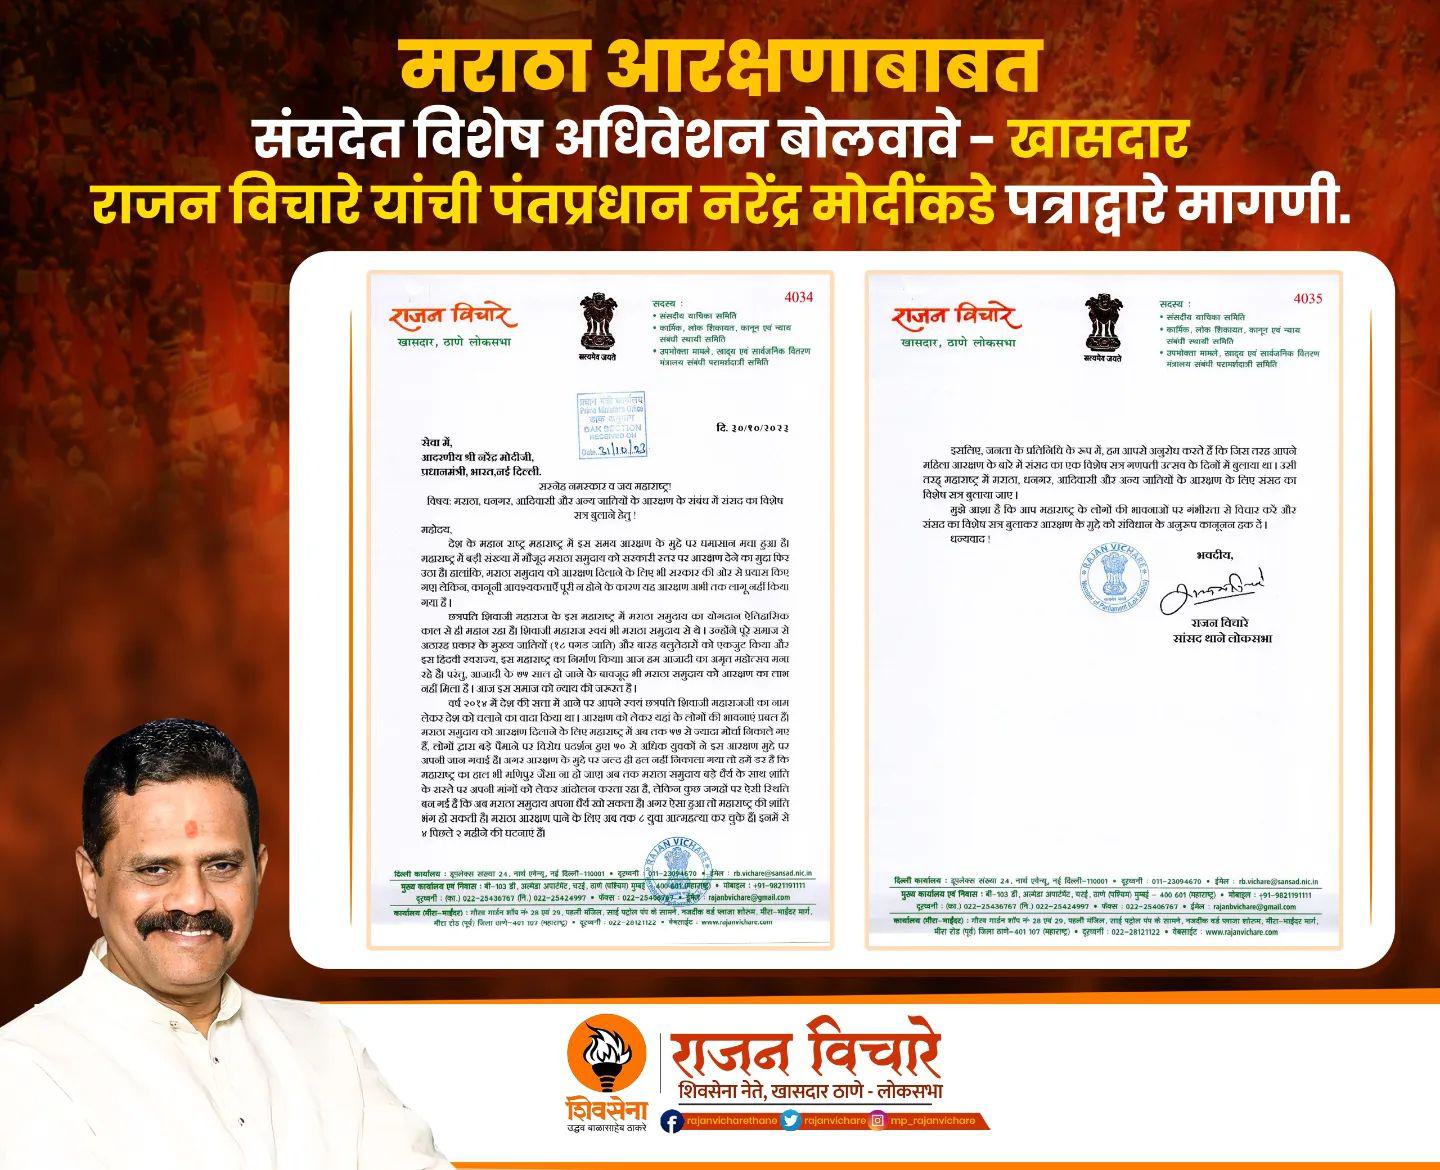 मराठा आरक्षणाबाबत
संसदेत विशेष अधिवेशन बोलवावे - खासदार
राजन विचारे यांची पंतप्रधान नरेंद्र मोदींकडे पत्राद्वारे मागणी.
राजन विचारे
खासदार, ठाणे लोकसभा
सत्यमेव जयते
4034
सदस्य :
• संसदीय याचिका समिति
• कार्मिक, लोक शिकायत, कानून एवं न्याय
संबंधी स्थायी समिति
• उपभोक्ता मामले, खाद्य एवं सार्वजनिक वितरण
मंत्रालय संबंधी परामर्शदात्री समिति
प्रधान मंत्री कार्यालय
Prime Minister's Office
डाक अनुभाग
DAK SECTION
RECEIVED ON
Date 31/10/23
दि. ३०/१०/२०२३
सेवा में,
आदरणीय श्री नरेंद्र मोदीजी,
प्रधानमंत्री, भारत,नई दिल्ली.
सस्नेह नमस्कार व जय महाराष्ट्र!
विषय: मराठा, धनगर, आदिवासी और अन्य जातियों के आरक्षण के संबंध में संसद का विशेष
सत्र बुलाने हेतु !
महोदय,
देश के महान राष्ट्र महाराष्ट्र में इस समय आरक्षण के मुद्दे पर घमासान मचा हुआ है।
महाराष्ट्र में बड़ी संख्या में मौजूद मराठा समुदाय को सरकारी स्तर पर आरक्षण देने का मुद्दा फिर
उठा है। हालांकि, मराठा समुदाय को आरक्षण दिलाने के लिए भी सरकार की ओर से प्रयास किए
गए लेकिन, कानूनी आवश्यकताएँ पूरी न होने के कारण यह आरक्षण अभी तक लागू नहीं किया
गया है ।
छत्रपति शिवाजी महाराज के इस महाराष्ट्र में मराठा समुदाय का योगदान ऐतिहासिक
काल से ही महान रहा है। शिवाजी महाराज स्वयं भी मराठा समुदाय से थे । उन्होंने पूरे समाज से
अठारह प्रकार के मुख्य जातियों (१८ पगड जाति) और बारह बलुतेदारों को एकजुट किया और
इस हिंदवी स्वराज्य, इस महाराष्ट्र का निर्माण किया। आज हम आजादी का अमृत महोत्सव मना
रहे है। परंतु, आजादी के ७५ साल हो जाने के बावजूद भी मराठा समुदाय को आरक्षण का लाभ
नहीं मिला है । आज इस समाज को न्याय की जरूरत है ।
वर्ष २०१४ में देश की सत्ता में आने पर आपने स्वयं छत्रपति शिवाजी महाराजजी का नाम
लेकर देश को चलाने का वादा किया था । आरक्षण को लेकर यहां के लोगों की भावनाएं प्रबल हैं।
मराठा समुदाय को आरक्षण दिलाने के लिए महाराष्ट्र में अब तक ५७ से ज्यादा मोर्चा निकाले गए
हैं, लोगों द्वारा बड़े पैमाने पर विरोध प्रदर्शन हुए। ५० से अधिक युवकों ने इस आरक्षण मुद्दे पर
अपनी जान गवाई है। अगर आरक्षण के मुद्दे पर जल्द ही हल नहीं निकाला गया तो हमें डर है कि
महाराष्ट्र का हाल भी मणिपुर जैसा ना हो जाए। अब तक मराठा समुदाय बड़े धैर्य के साथ शांति
के रास्ते पर अपनी मांगों को लेकर आंदोलन करता रहा है, लेकिन कुछ जगहों पर ऐसी स्थिति
बन गई है कि अब मराठा समुदाय अपना धैर्य खो सकता है। अगर ऐसा हुआ तो महाराष्ट्र की शांति
भंग हो सकती है। मराठा आरक्षण पाने के लिए अब तक ८ युवा आत्महत्या कर चुके हैं। इनमें से
४ पिछले २ महीने की घटनाएं हैं।
RAJAN VICHARE
दिल्ली कार्यालय : डूप्लेक्स संख्या 24, नार्थ एवेन्यू, नई दिल्ली-110001 • दूरध्वनी : 011-23094670 • ईमेल : rb.vichare@sansad.nic.in
मुख्य कार्यालय एवं निवास : बी-103 डी, अल्मेडा अपार्टमेंट, चरई, ठाणे (पश्चिम) मुम्बई - 400 601 (महाराष्ट्र) • मोबाइल : +91-9821191111
दूरध्वनी : (का.) 022-25436767 (नि.) 022-25424997 • फॅक्स : 022-25406767 • ईमेल : rajanbvichare@gmail.com
कार्यालय (मीरा-भाईंदर) : गौरव गार्डन शॉप नं॰ 28 एवं 29, पहली मंजिल, साई पट्रोल पंप के सामने, नजदीक वर्ड प्लाजा शोरुम, मीरा-भाईंदर मार्ग,
मीरा रोड (पूर्व) जिला ठाणे-401 107 (महाराष्ट्र) • दूरध्वनी : 022-28121122 • वेबसाईट : www.rajanvichare.com
राजन विचारे
खासदार, ठाणे लोकसभा
सत्यमेव जयते
4035
सदस्य :
• संसदीय याचिका समिति
• कार्मिक, लोक शिकायत, कानून एवं न्याय
संबंधी स्थायी समिति
• उपभोक्ता मामले, खाद्य एवं सार्वजनिक वितरण
मंत्रालय संबंधी परामर्शदात्री समिति
इसलिए, जनता के प्रतिनिधि के रूप में, हम आपसे अनुरोध करते हैं कि जिस तरह आपने
महिला आरक्षण के बारे में संसद का एक विशेष सत्र गणपती उत्सव के दिनों में बुलाया था । उसी
तरह् महाराष्ट्र में मराठा, धनगर, आदिवासी और अन्य जातियों के आरक्षण के लिए संसद का
विशेष सत्र बुलाया जाए ।
मुझे आशा है कि आप महाराष्ट्र के लोगों की भावनाओं पर गंभीरता से विचार करें और
संसद का विशेष सत्र बुलाकर आरक्षण के मुद्दे को संविधान के अनुरूप कानूनन हक दें ।
धन्यवाद !
RAJAN VICHARE
Member of Parliament (Lok Sabha)
भवदीय,
राजन विचारे
सांसद थाने लोकसभा
दिल्ली कार्यालय : डूप्लेक्स संख्या 24, नार्थ एवेन्यू, नई दिल्ली-110001 • दूरध्वनी : 011-23094670 • ईमेल : rb.vichare@sansad.nic.in
मुख्य कार्यालय एवं निवास : बी-103 डी, अल्मेडा अपार्टमेंट, चरई, ठाणे (पश्चिम) मुम्बई - 400 601 (महाराष्ट्र) • मोबाइल : +91-9821191111
दूरध्वनी : (का.) 022-25436767 (नि.) 022-25424997 • फॅक्स : 022-25406767 • ईमेल : rajanbvichare@gmail.com
कार्यालय (मीरा-भाईंदर) : गौरव गार्डन शॉप नं॰ 28 एवं 29, पहली मंजिल, साई पट्रोल पंप के सामने, नजदीक वर्ड प्लाजा शोरुम, मीरा-भाईंदर मार्ग,
मीरा रोड (पूर्व) जिला ठाणे-401 107 (महाराष्ट्र) • दूरध्वनी : 022-28121122 • वेबसाईट : www.rajanvichare.com
शिवसेना
उद्धव बाळासाहेब ठाकरे
राजन विचारे
शिवसेना नेते, खासदार ठाणे - लोकसभा
rajanvicharethane rajanvichare mp_rajanvichare